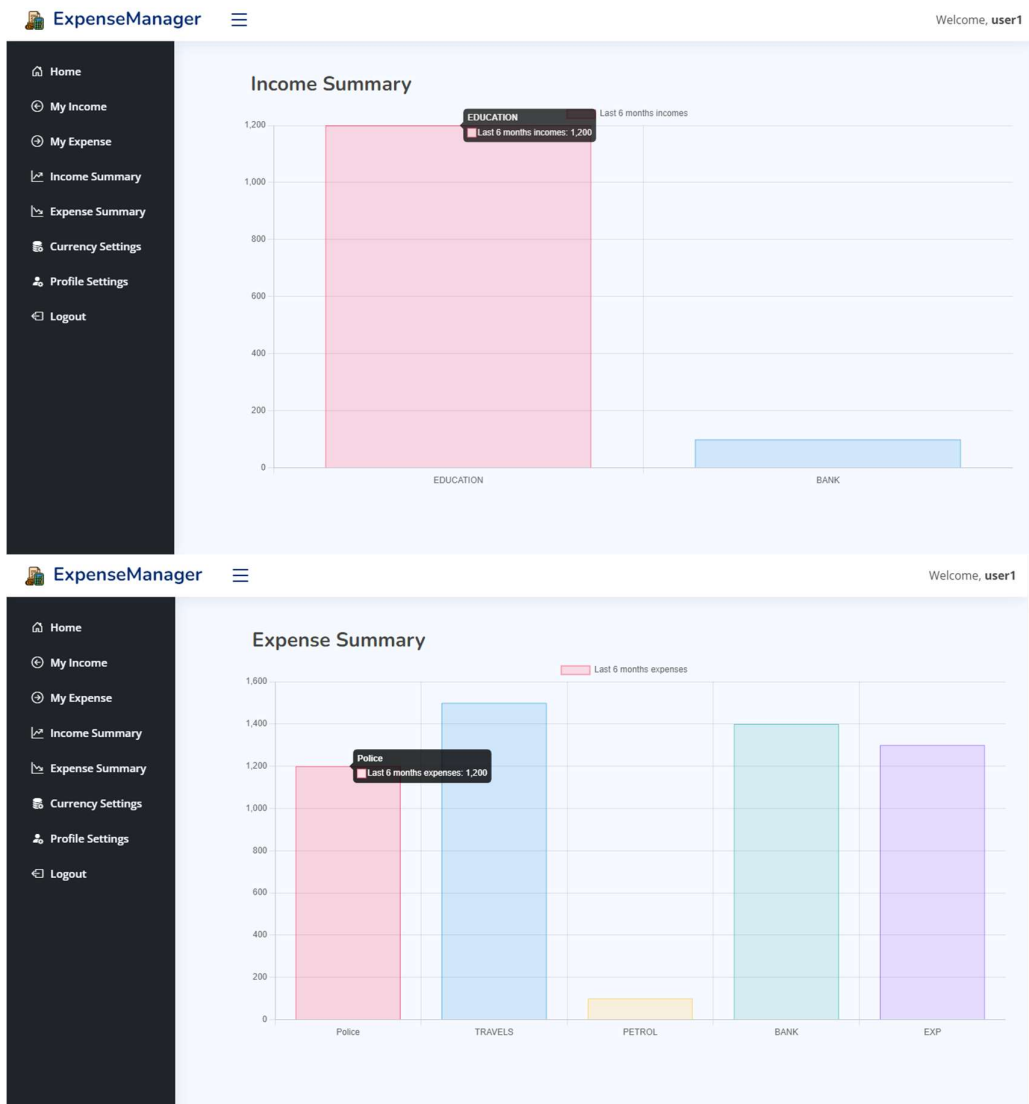 ExpenseManager
Welcome, user1
Home
My Income
My Expense
Income Summary
Expense Summary
Currency Settings
Profile Settings
Logout
Income Summary
Last 6 months incomes
EDUCATION
Last 6 months incomes: 1,200
1,200
1,000
800
600
400
200
0
EDUCATION
BANK
ExpenseManager
Welcome, user1
Home
My Income
My Expense
Income Summary
Expense Summary
Currency Settings
Profile Settings
Logout
Expense Summary
Last 6 months expenses
1,600
1,400
1,200
1,000
800
600
400
200
0
Police
Last 6 months expenses: 1,200
Police
TRAVELS
PETROL
BANK
EXP